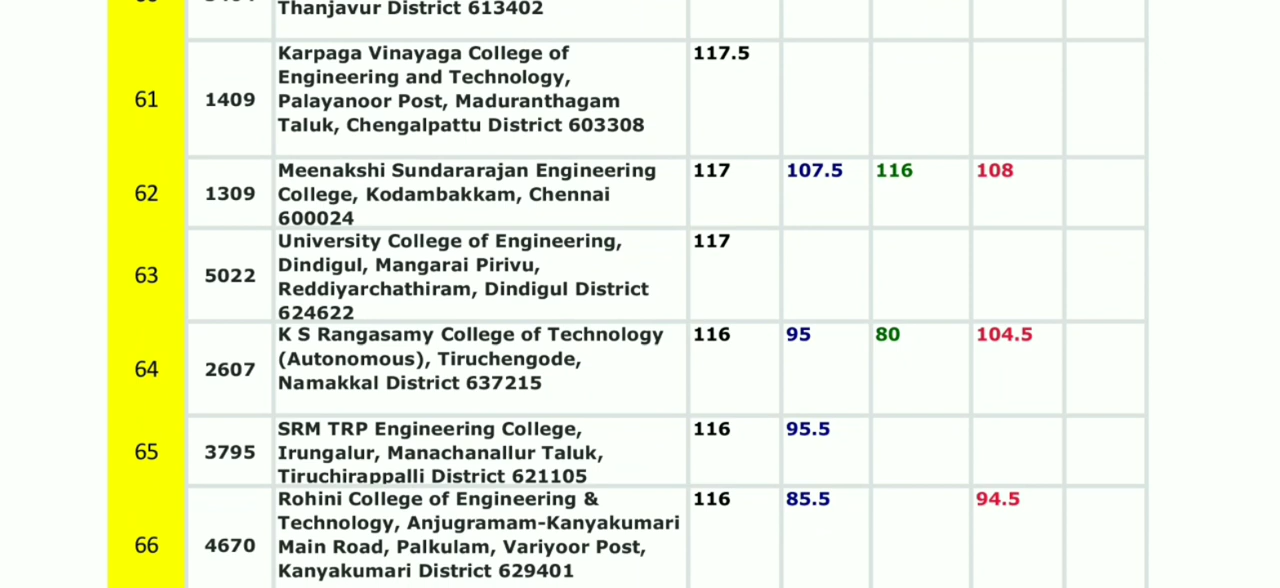 Thanjavur District 613402
61 1409 Karpaga Vinayaga College of 117.5
Engineering and Technology,
Palayanoor Post, Maduranthagam
Taluk, Chengalpattu District 603308
62 1309 Meenakshi Sundararajan Engineering 117 107.5 116 108
College, Kodambakkam, Chennai
600024
63 5022 University College of Engineering, 117
Dindigul, Mangarai Pirivu,
Reddiyarchathiram, Dindigul District
624622
64 2607 K S Rangasamy College of Technology 116 95 80 104.5
(Autonomous), Tiruchengode,
Namakkal District 637215
65 3795 SRM TRP Engineering College, 116 95.5
Irungalur, Manachanallur Taluk,
Tiruchirappalli District 621105
66 4670 Rohini College of Engineering & 116 85.5 94.5
Technology, Anjugramam-Kanyakumari
Main Road, Palkulam, Variyoor Post,
Kanyakumari District 629401